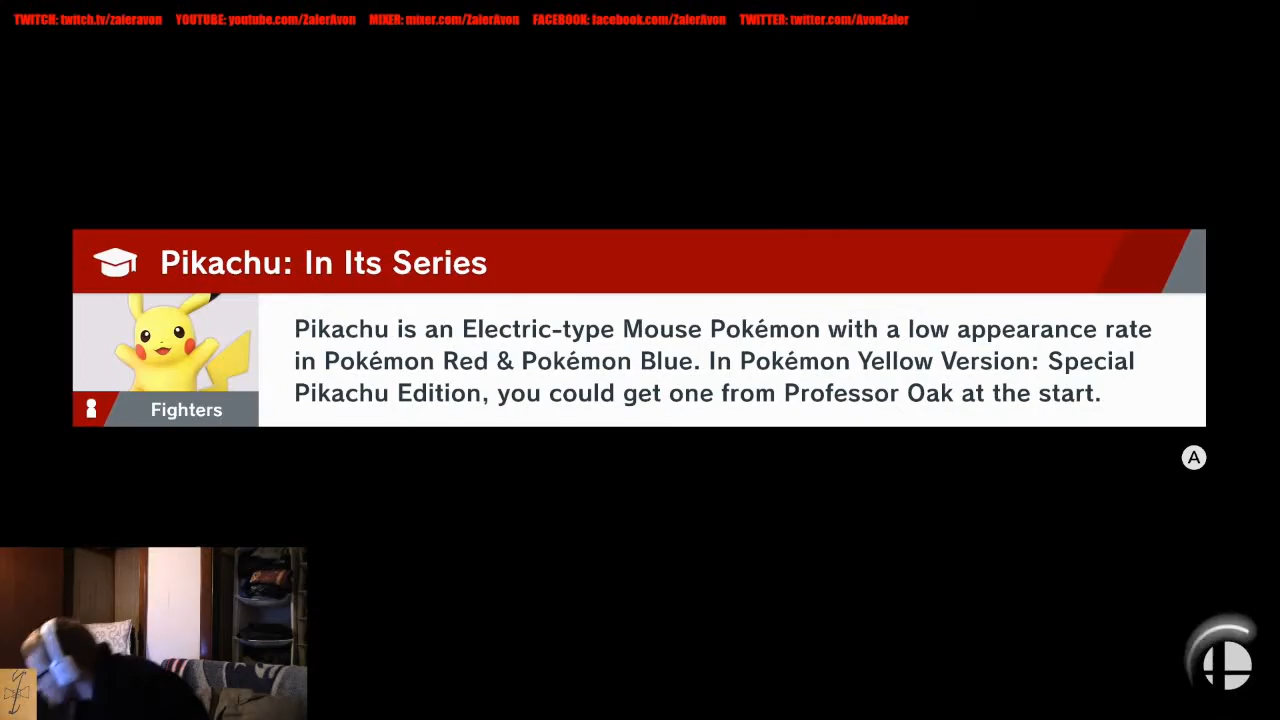 TWITCH: twitch.tv/zaleravon YOUTUBE: youtube.com/ZalerAvon MIXER: mixer.com/ZalerAvon FACEBOOK: facebook.com/ZalerAvon TWITTER: twitter.com/AvonZaler
Pikachu: In Its Series
Pikachu is an Electric-type Mouse Pokémon with a low appearance rate
in Pokémon Red & Pokémon Blue. In Pokémon Yellow Version: Special
Pikachu Edition, you could get one from Professor Oak at the start.
Fighters
A